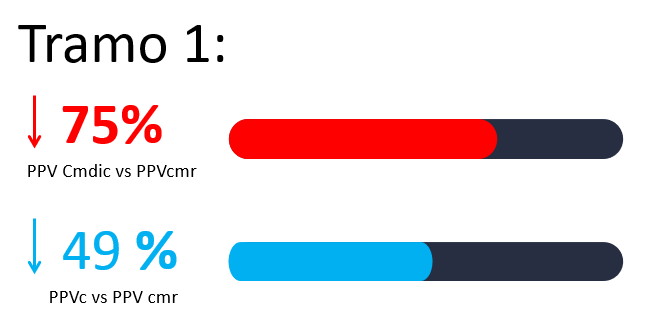 Tramo 1:
↓ 75%
PPV Cmdic vs PPVcmr
↓ 49 %
PPVc vs PPV cmr